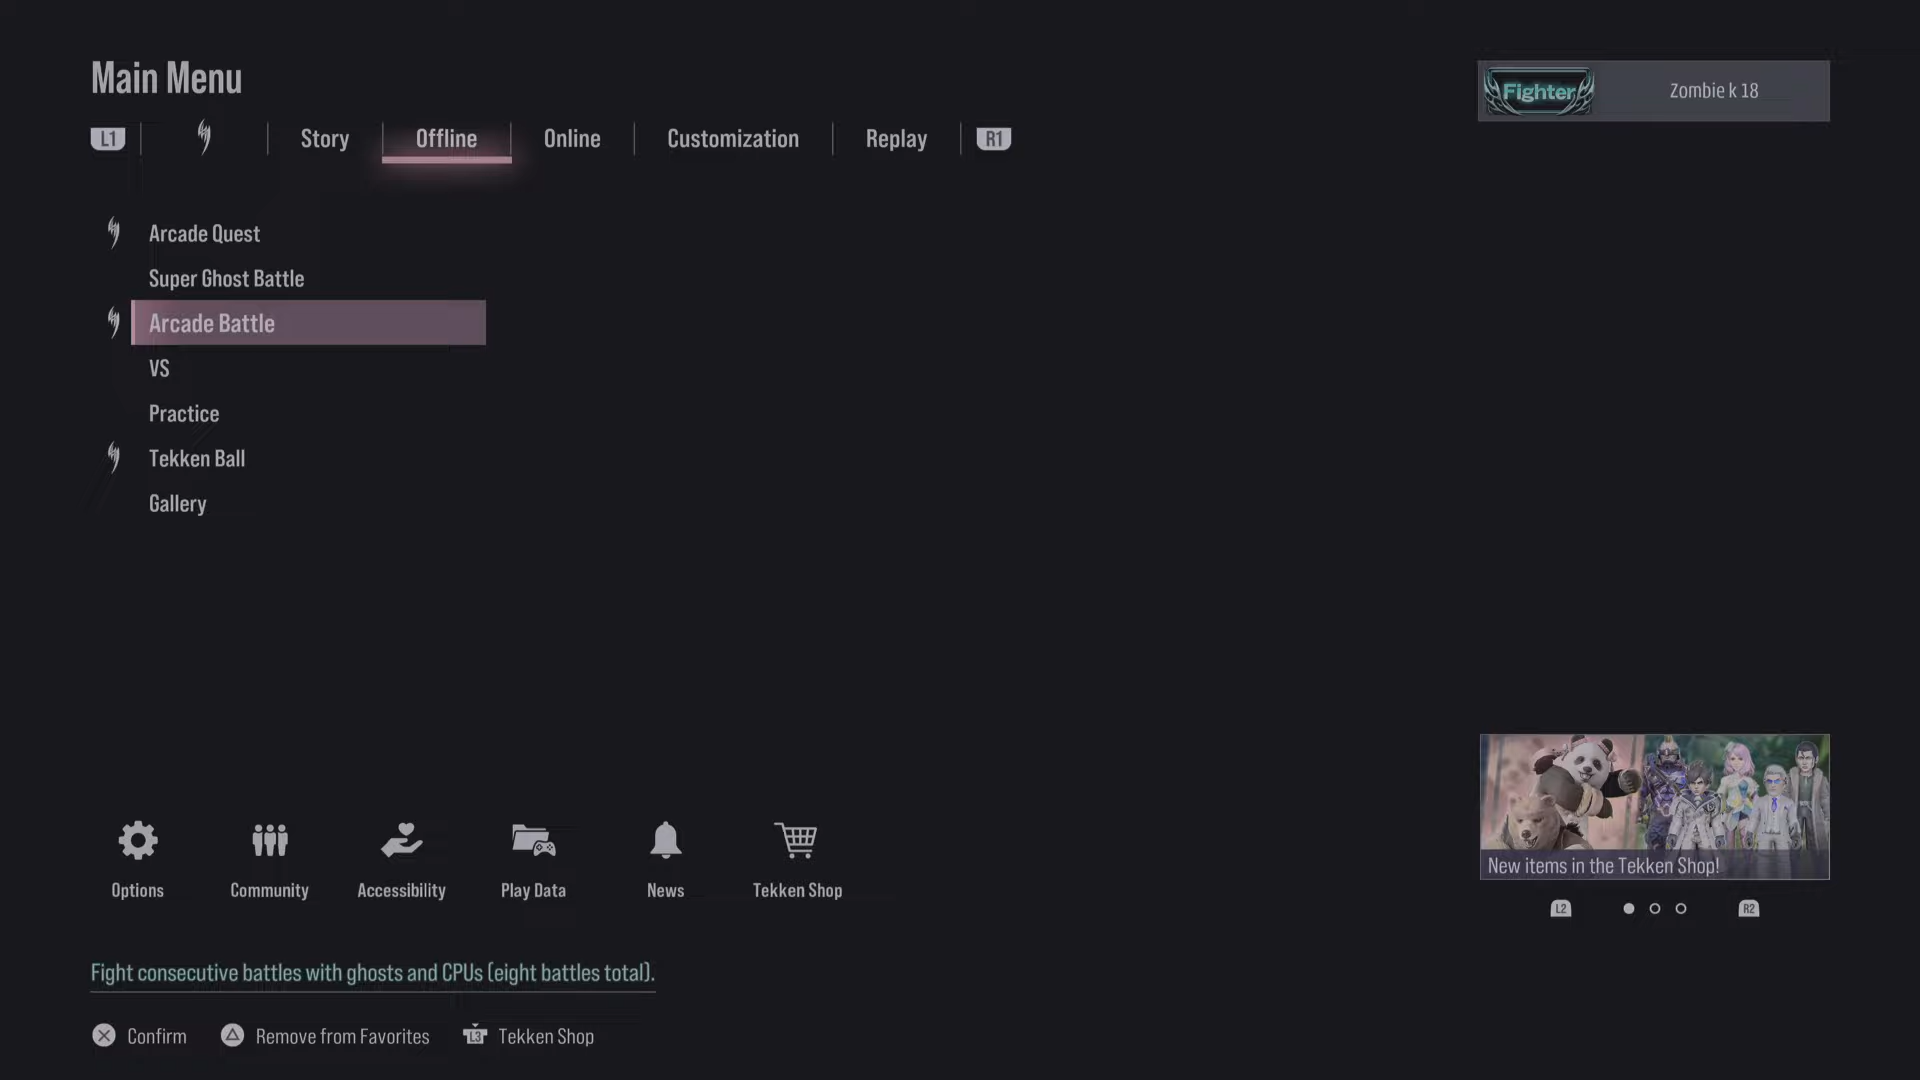 Main Menu
Fighter
Zombie k 18
L1 Story Offline Online Customization Replay R1
Arcade Quest
Super Ghost Battle
Arcade Battle
VS
Practice
Tekken Ball
Gallery
New items in the Tekken Shop!
L2 R2
Options Community Accessibility Play Data News Tekken Shop
Fight consecutive battles with ghosts and CPUs (eight battles total).
Confirm Remove from Favorites L3 Tekken Shop